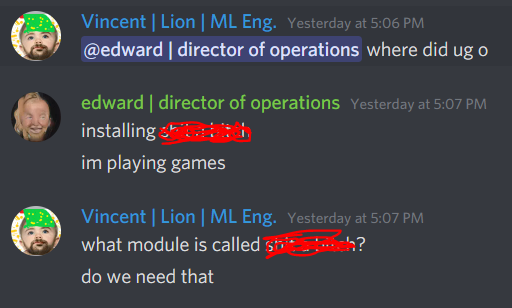 Vincent | Lion | ML Eng. Yesterday at 5:06 PM
@edward | director of operations where did ug o
edward | director of operations Yesterday at 5:07 PM
installing
im playing games
Vincent | Lion | ML Eng. Yesterday at 5:07 PM
what module is called ?
do we need that